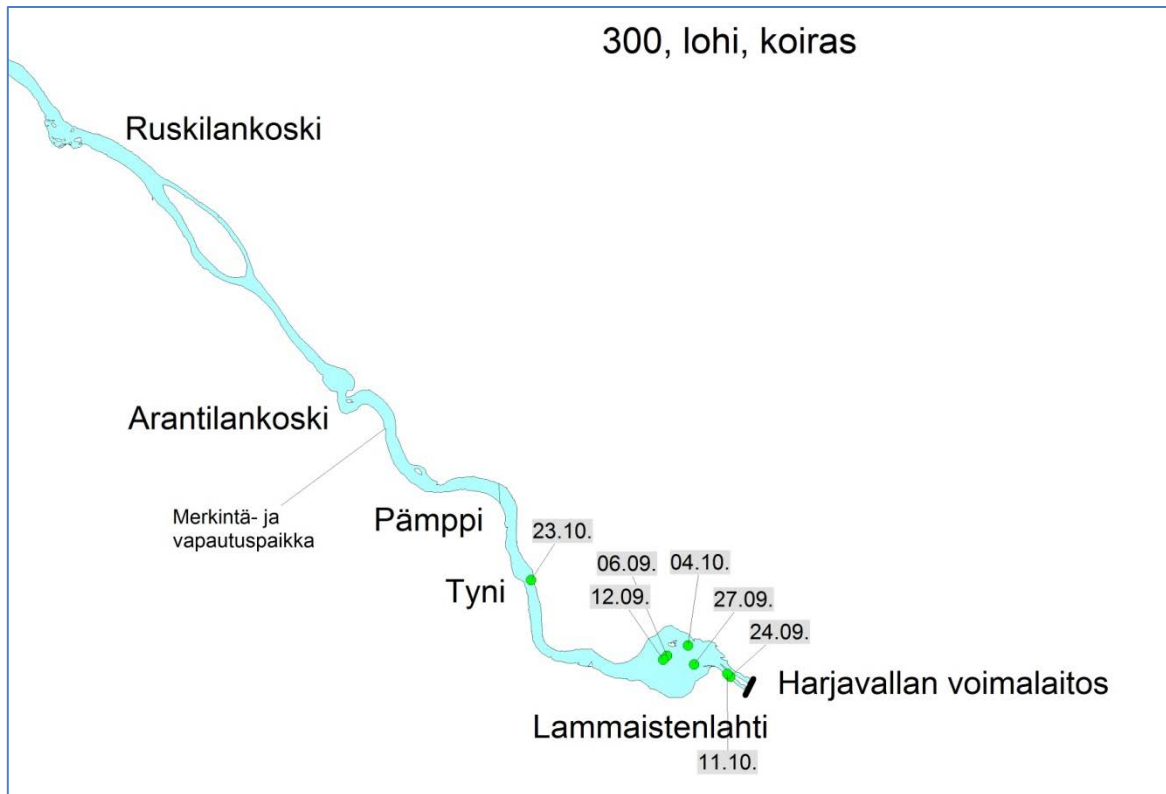 300, lohi, koiras
Ruskilankoski
Arantilankoski
Merkintä- ja
vapautuspaikka
Pämppi
23.10.
06.09.
04.10.
Tyni
12.09.
27.09.
24.09.
Harjavallan voimalaitos
Lammaistenlahti
11.10.